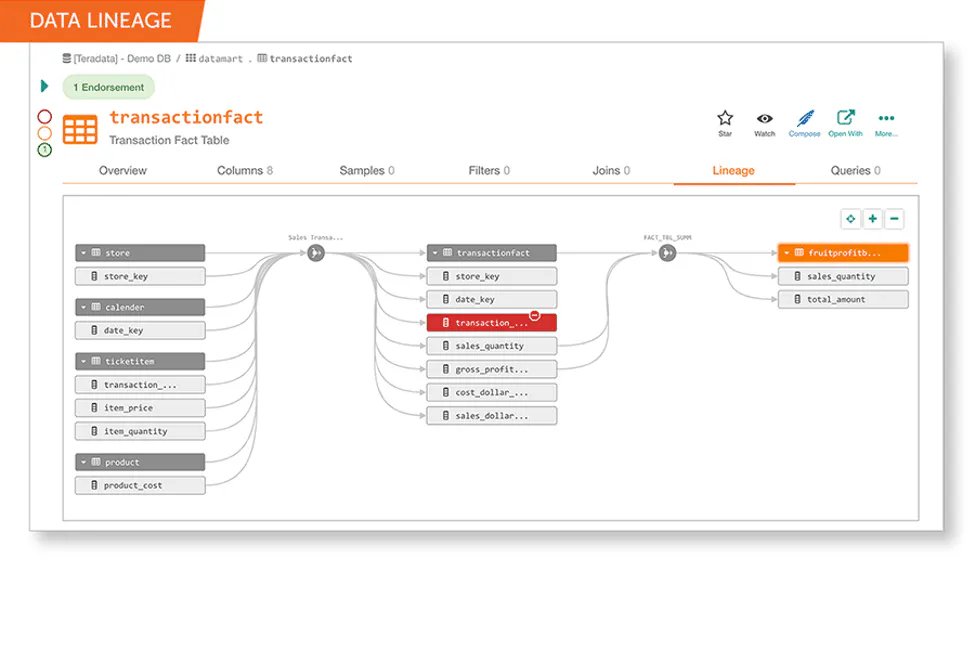 DATA LINEAGE
[Teradata] - Demo DB / datamart . transactionfact
1 Endorsement
transactionfact
Transaction Fact Table
1
Star Watch Compose Open With More...
Overview Columns 8 Samples 0 Filters 0 Joins 0 Lineage Queries 0
Sales Transa...
FACT_TBL_SUMM
store
store_key
calender
date_key
ticketitem
transaction_...
item_price
item_quantity
product
product_cost
transactionfact
store_key
date_key
transaction_...
sales_quantity
gross_profit...
cost_dollar_...
sales_dollar...
fruitprofitb...
sales_quantity
total_amount